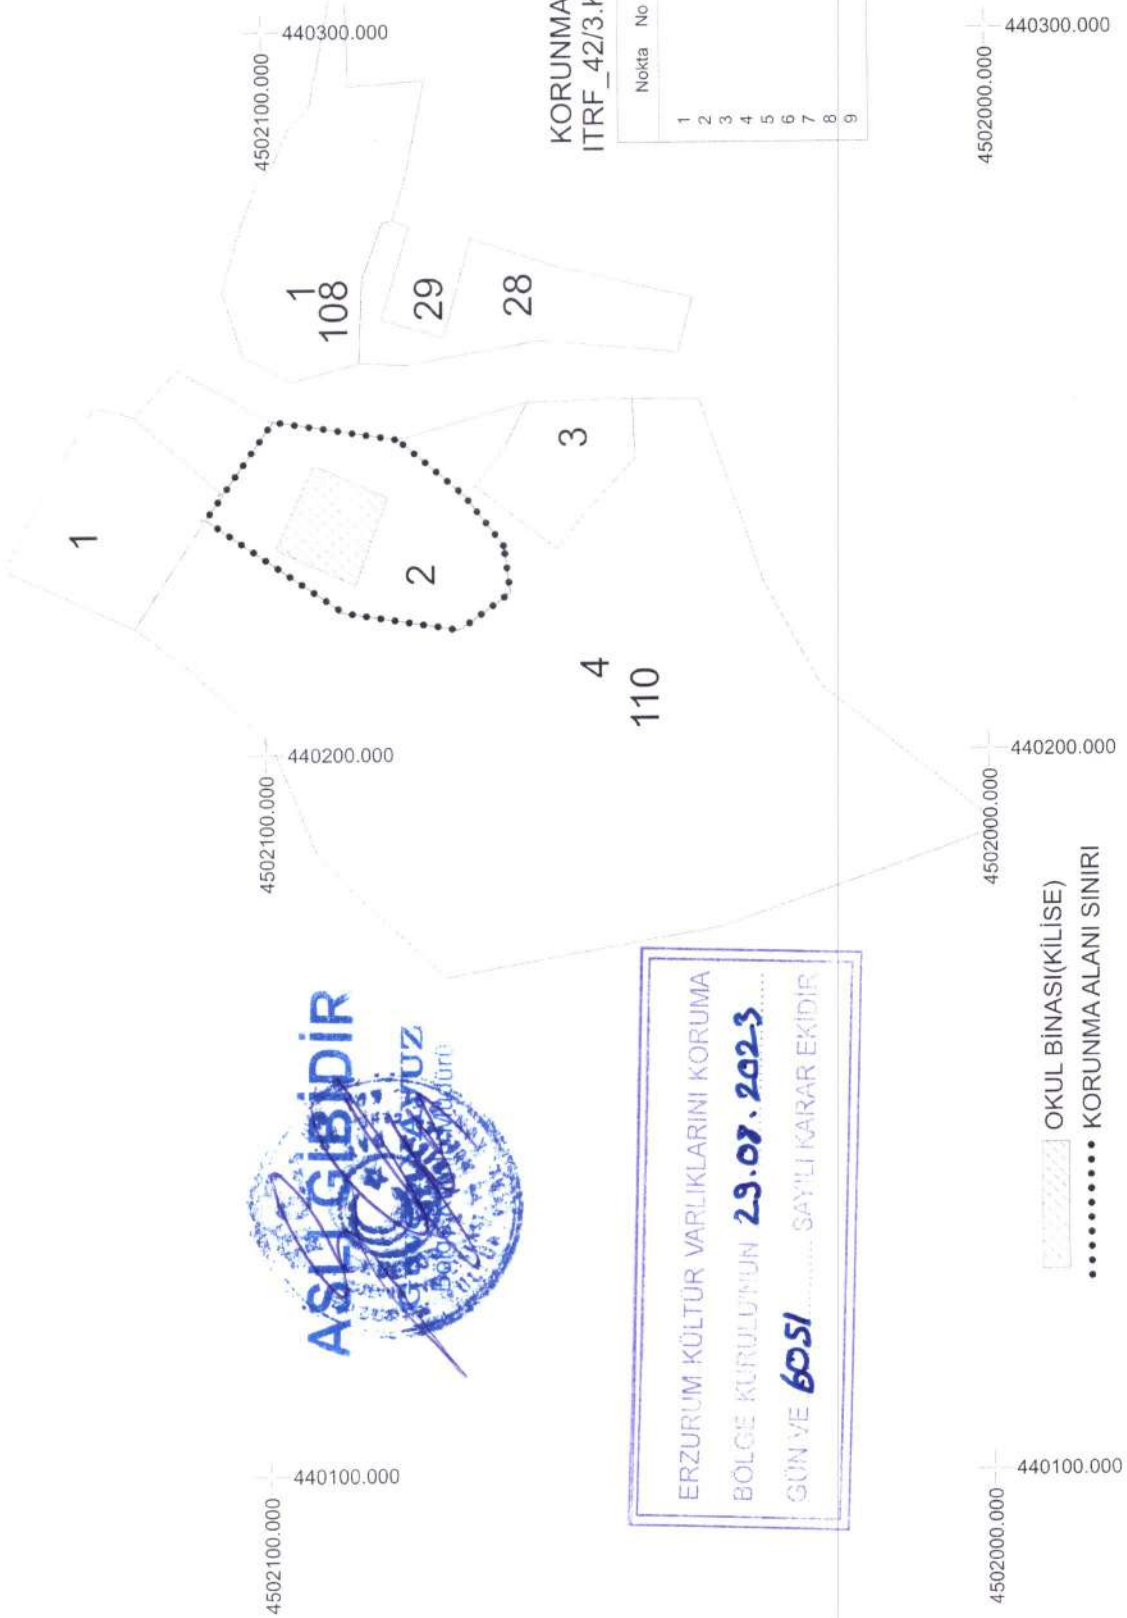 4502100.000
440100.000
4502100.000
440200.000
4502100.000
440300.000
1
1
108
29
28
2
3
4
110
ASLI GİBİDİR
UZ
Müdürü
KORUNMA
ITRF_42/3.
Nokta No
1
2
3
4
5
6
7
8
9
ERZURUM KÜLTÜR VARLIKLARINI KORUMA
BÖLGE KURULU'NUN 29.08.2023
GÜN VE 6051 SAYILI KARAR EKİDİR
4502000.000
440100.000
4502000.000
440200.000
4502000.000
440300.000
OKUL BİNASI(KİLİSE)
KORUNMA ALANI SINIRI